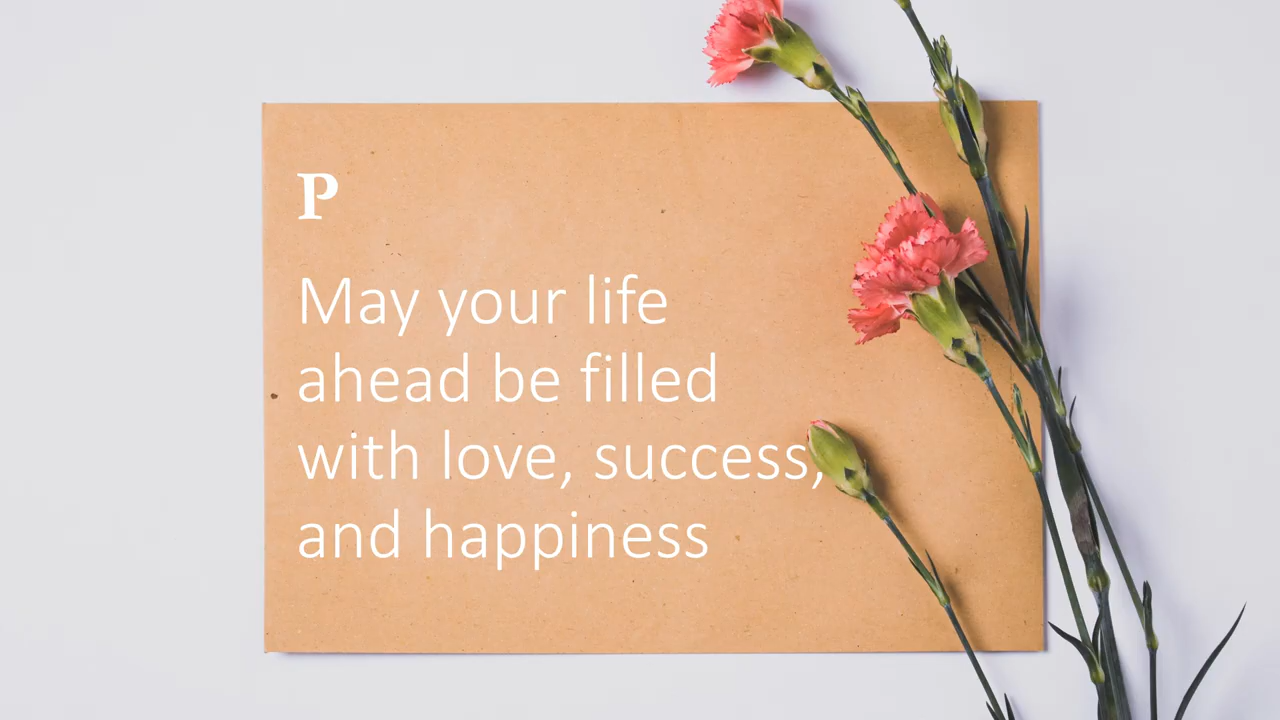 P
May your life
ahead be filled
with love, success,
and happiness